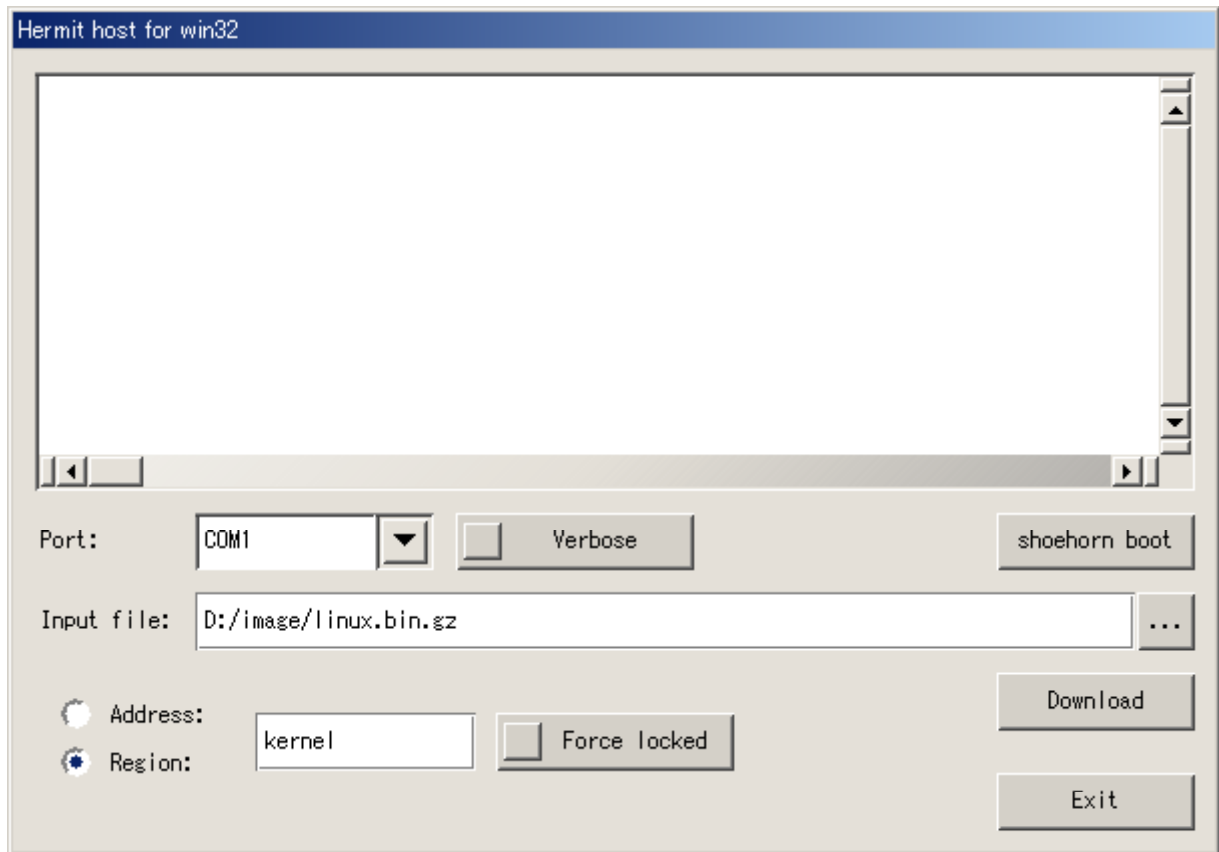 Hermit host for win32
Port: COM1 Verbose shoehorn boot
Input file: D:/image/linux.bin.gz ...
Download
Address:
kernel Force locked
Region:
Exit